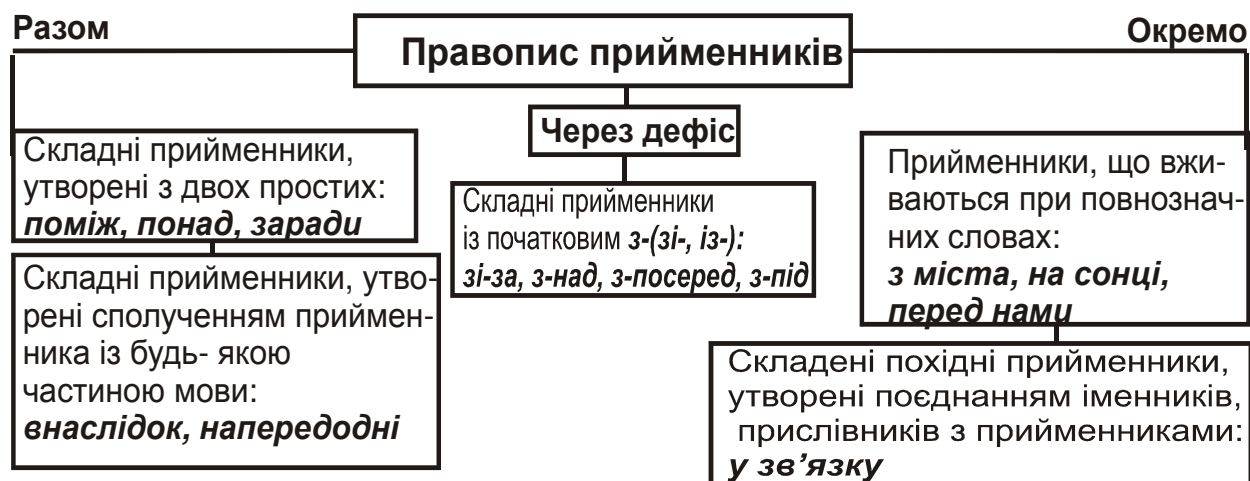 Разом
Правопис прийменників
Окремо
Складні прийменники,
утворені з двох простих:
поміж, понад, заради
Складні прийменники, утво-
рені сполученням приймен-
ника із будь- якою
частиною мови:
внаслідок, напередодні
Через дефіс
Складні прийменники
із початковим з-(зі-, із-):
зі-за, з-над, з-посеред, з-під
Прийменники, що вжи-
ваються при повнознач-
них словах:
з міста, на сонці,
перед нами
Складені похідні прийменники,
утворені поєднанням іменників,
прислівників з прийменниками:
у зв’язку